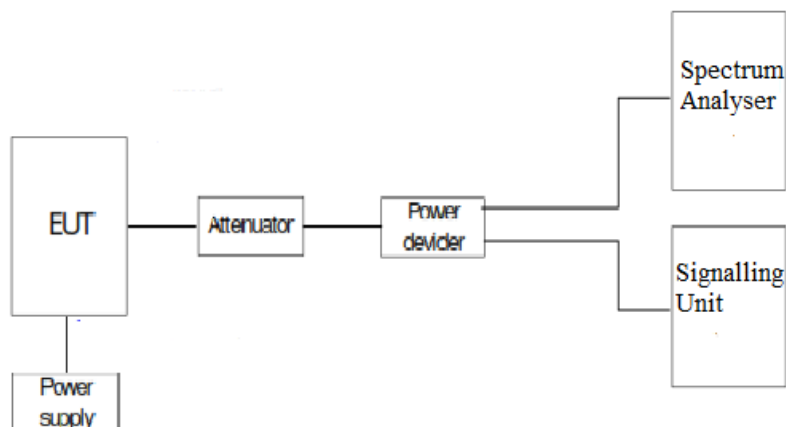 EUT
Attenuator
Power
devider
Spectrum
Analyser
Signalling
Unit
Power
supply